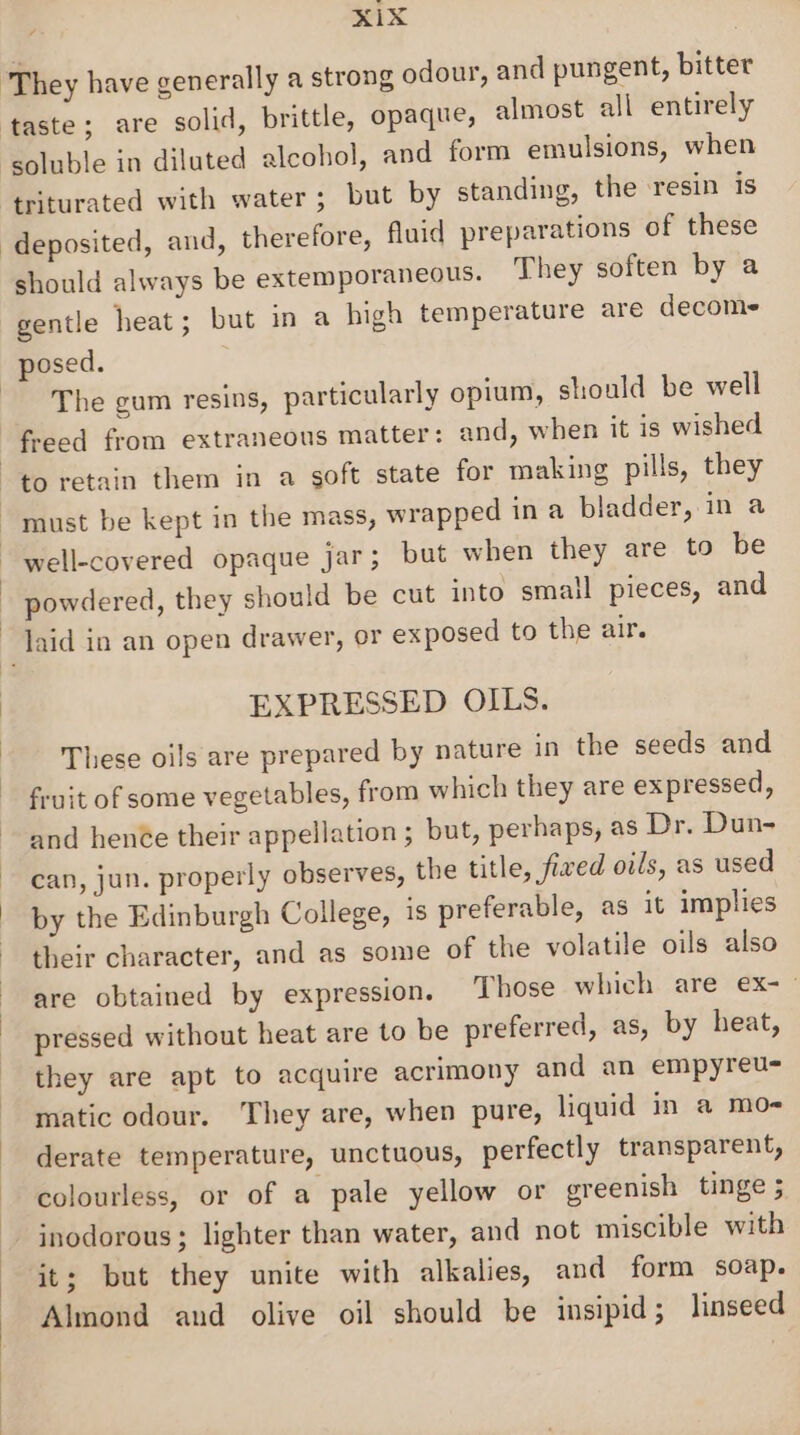 xix
They have generally a strong odour, and pungent, bitter
taste; are solid, brittle, opaque, almost all entirely
soluble in diluted alcohol, and form emulsions, when
triturated with water; but by standing, the resin is
deposited, and, therefore, fluid preparations of these
should always be extemporaneous. They soften by a
gentle heat; but in a high temperature are decom-
posed.
The gum resins, particularly opium, should be well
freed from extraneous matter: and, when it is wished
to retain them in a soft state for making pills, they
must be kept in the mass, wrapped in a bladder, in a
well-covered opaque jar; but when they are to be
powdered, they should be cut into small pieces, and
laid in an open drawer, or exposed to the air.
EXPRESSED OILS.
These oils are prepared by nature in the seeds and
fruit of some vegetables, from which they are expressed,
and hence their appellation; but, perhaps, as Dr. Dun-
can, jun. properly observes, the title, fixed oils, as used
by the Edinburgh College, is preferable, as it implies
their character, and as some of the volatile oils also
are obtained by expression. Those which are ex-
pressed without heat are to be preferred, as, by heat,
they are apt to acquire acrimony and an empyreu-
matic odour. They are, when pure, liquid in a mo-
derate temperature, unctuous, perfectly transparent,
colourless, or of a pale yellow or greenish tinge;
inodorous; lighter than water, and not miscible with
it; but they unite with alkalies, and form soap.
Almond and olive oil should be insipid; linseed